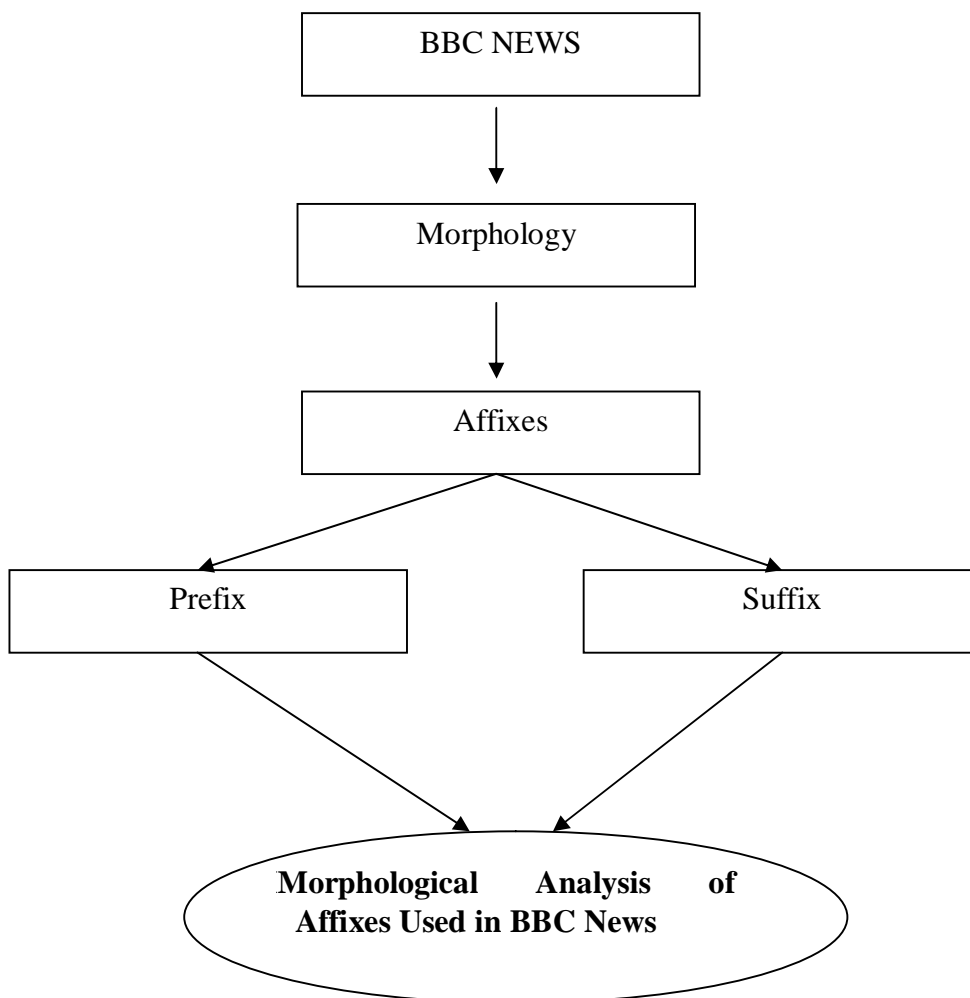 BBC NEWS
Morphology
Affixes
Prefix
Suffix
Morphological Analysis of
Affixes Used in BBC News